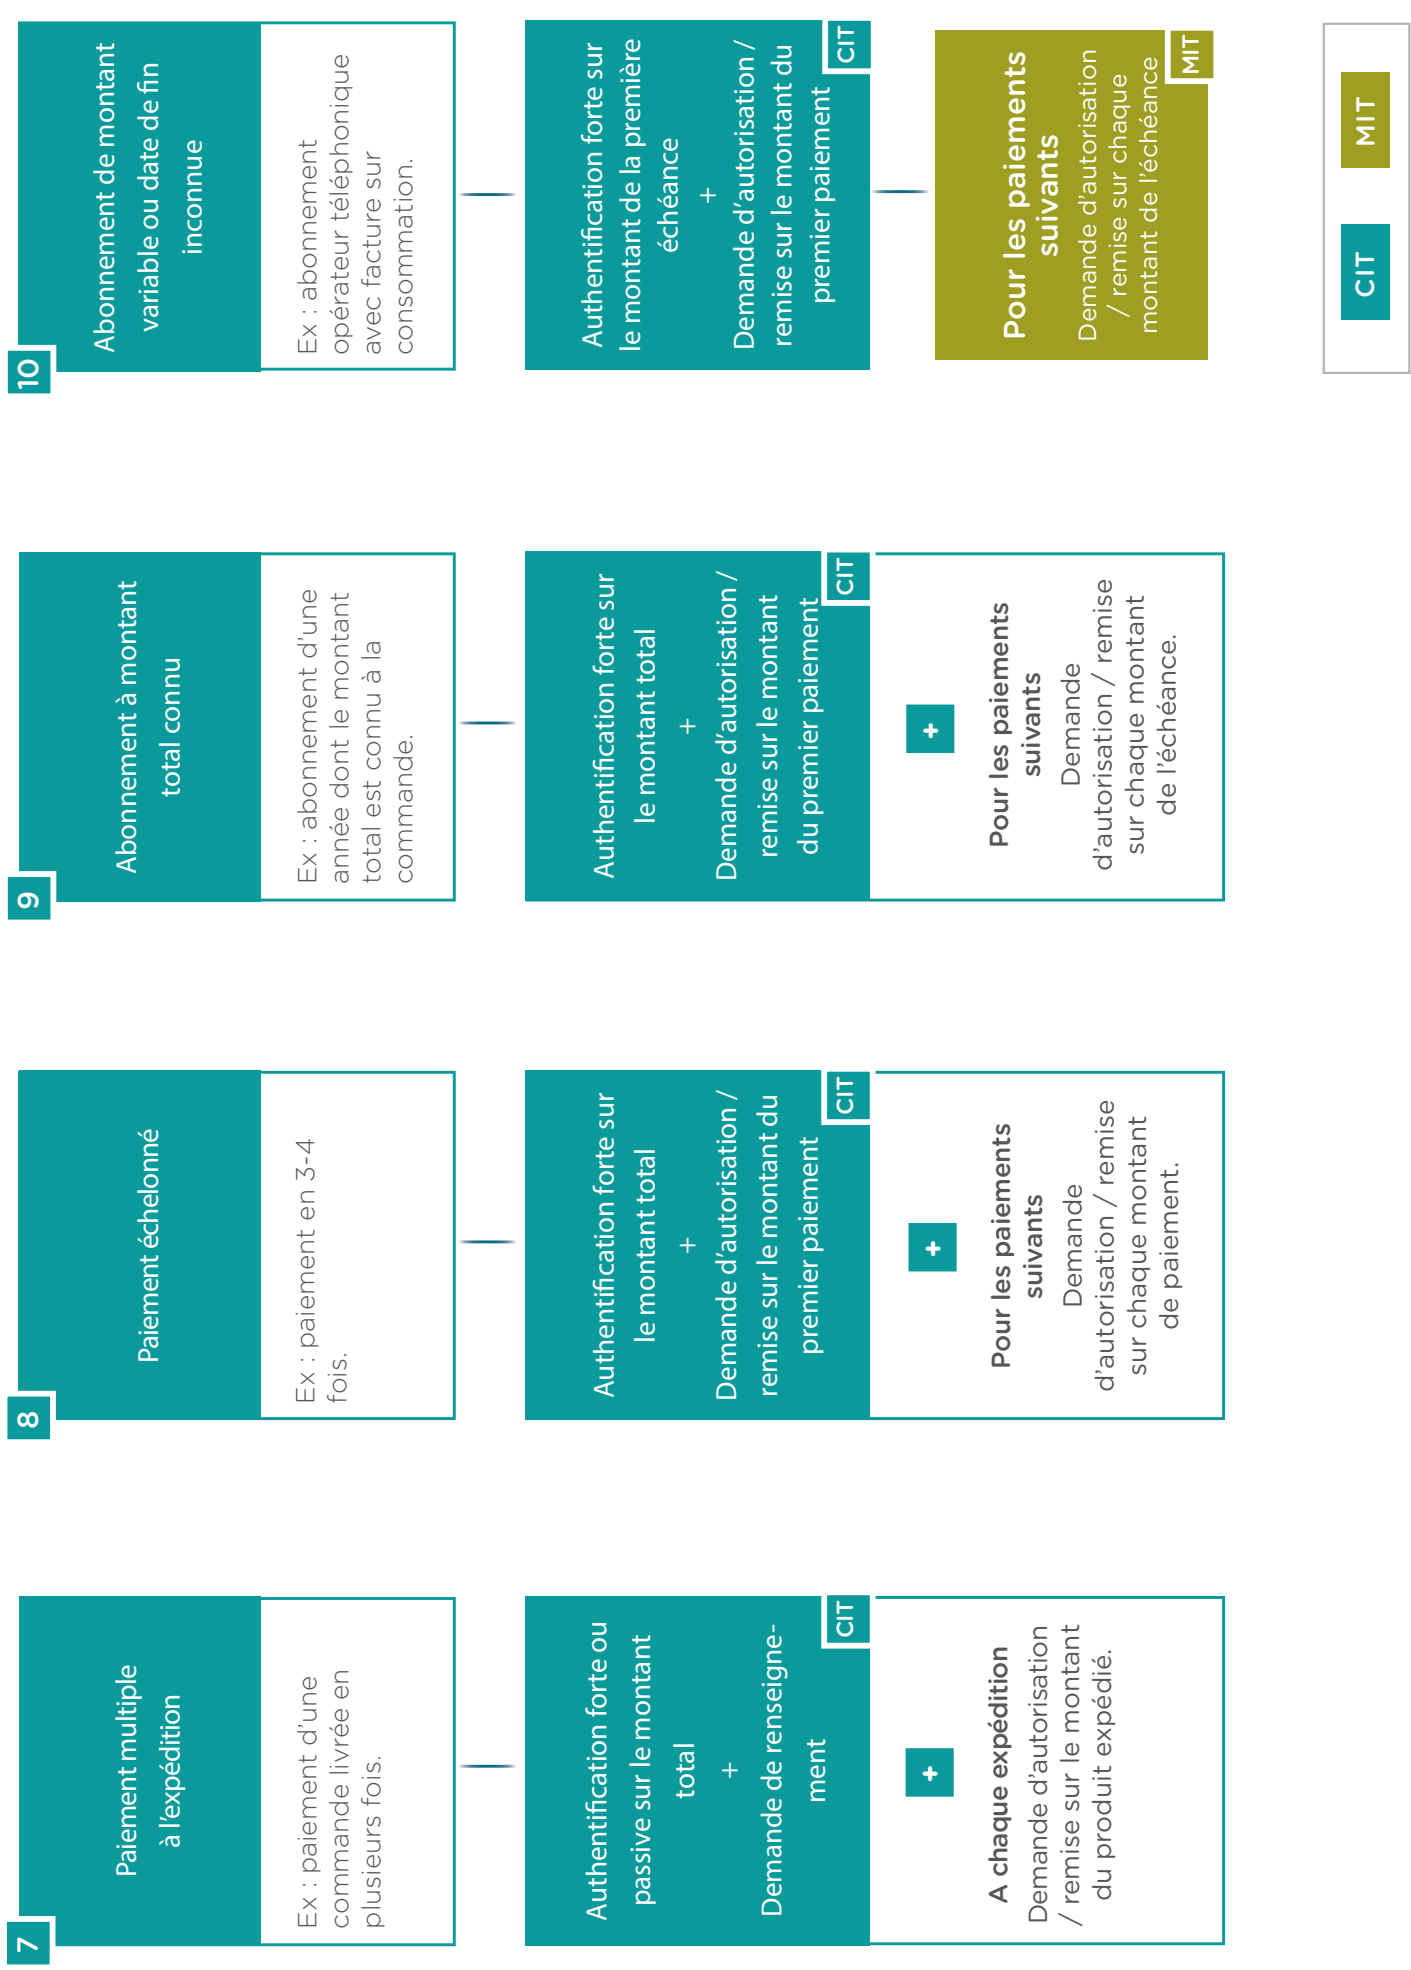 7
Paiement multiple
à l'expédition
Ex : paiement d'une
commande livrée en
plusieurs fois.
Authentification forte ou
passive sur le montant
total
+
Demande de renseigne-
ment
CIT
+
A chaque expédition
Demande d'autorisation
/ remise sur le montant
du produit expédié.
8
Paiement échelonné
Ex : paiement en 3-4
fois.
Authentification forte sur
le montant total
+
Demande d'autorisation /
remise sur le montant du
premier paiement
CIT
+
Pour les paiements
suivants
Demande
d'autorisation / remise
sur chaque montant
de paiement.
9
Abonnement à montant
total connu
Ex : abonnement d'une
année dont le montant
total est connu à la
commande.
Authentification forte sur
le montant total
+
Demande d'autorisation /
remise sur le montant
du premier paiement
CIT
+
Pour les paiements
suivants
Demande
d'autorisation / remise
sur chaque montant
de l'échéance.
10
Abonnement de montant
variable ou date de fin
inconnue
Ex : abonnement
opérateur téléphonique
avec facture sur
consommation.
Authentification forte sur
le montant de la première
échéance
+
Demande d'autorisation /
remise sur le montant du
premier paiement
CIT
Pour les paiements
suivants
Demande d'autorisation
/ remise sur chaque
montant de l'échéance
MIT
CIT
MIT